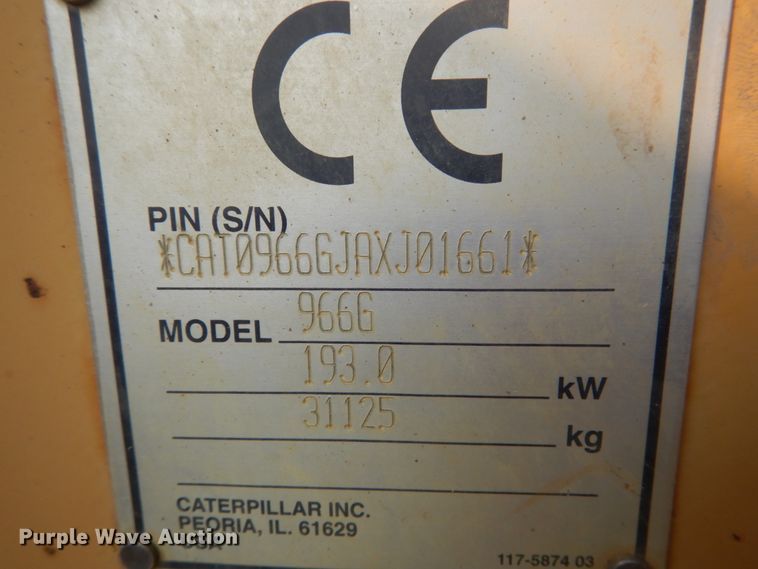 CE
PIN (S/N)
*CAT0966GJAXJ01661*
MODEL 966G
193.0 kW
31125 kg
CATERPILLAR INC.
PEORIA, IL. 61629
USA
117-5874 03
Purple Wave Auction